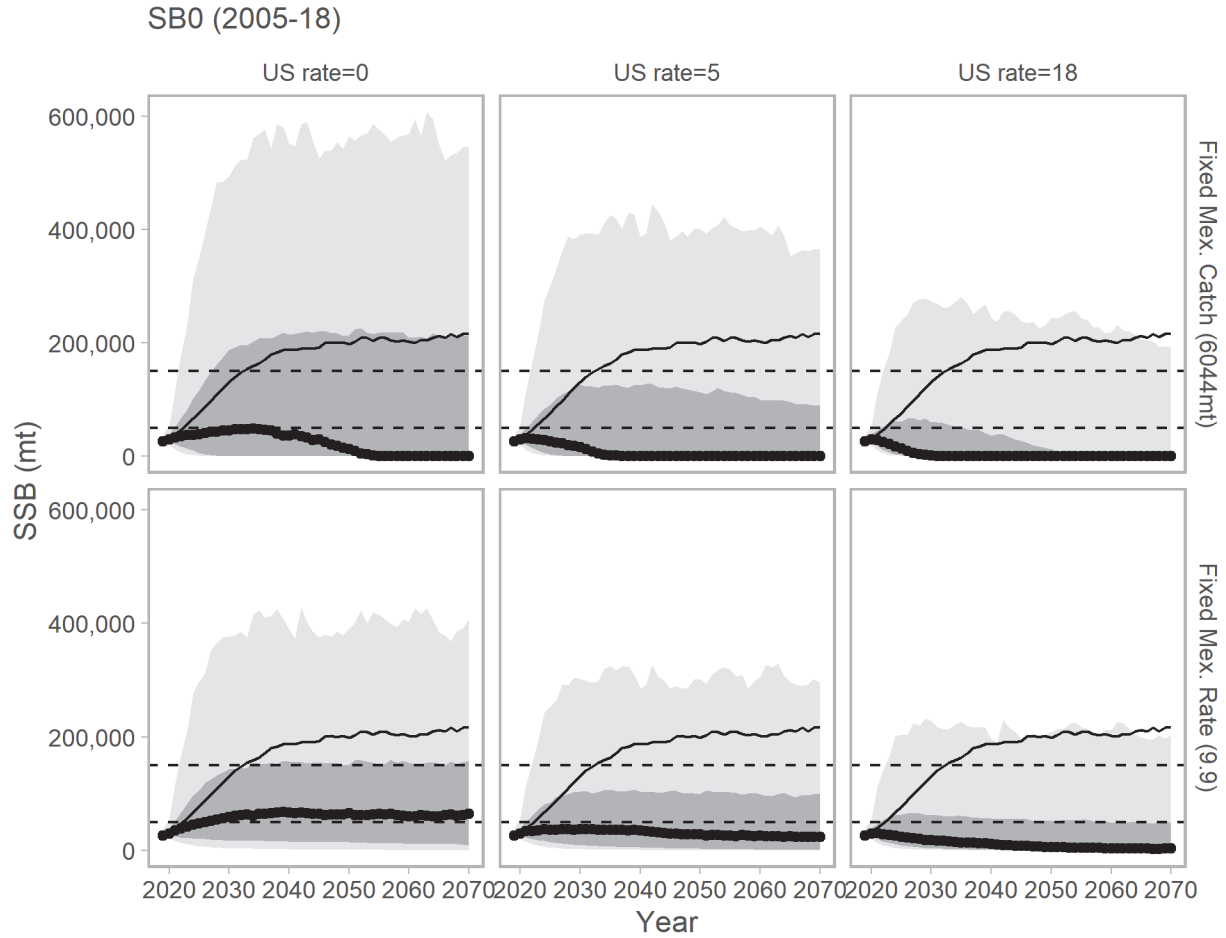 SB0 (2005-18)
US rate=0
US rate=5
US rate=18
600,000
400,000
200,000
0
Fixed Mex. Catch (6044mt)
SSB (mt)
600,000
400,000
200,000
0
Fixed Mex. Rate (9.9)
2020 2030 2040 2050 2060 2070
2020 2030 2040 2050 2060 2070
2020 2030 2040 2050 2060 2070
Year